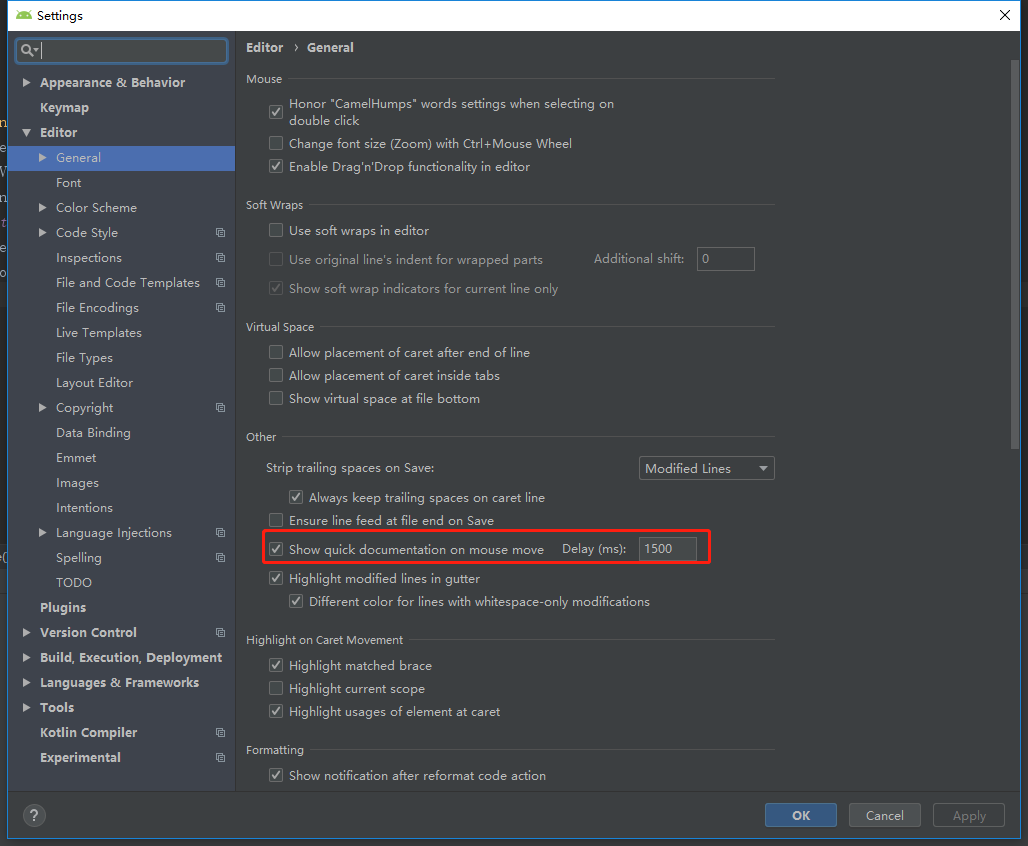 Settings
Editor › General
Appearance & Behavior
Keymap
Editor
General
Font
Color Scheme
Code Style
Inspections
File and Code Templates
File Encodings
Live Templates
File Types
Layout Editor
Copyright
Data Binding
Emmet
Images
Intentions
Language Injections
Spelling
TODO
Plugins
Version Control
Build, Execution, Deployment
Languages & Frameworks
Tools
Kotlin Compiler
Experimental
Mouse
Honor "CamelHumps" words settings when selecting on
double click
Change font size (Zoom) with Ctrl+Mouse Wheel
Enable Drag'n'Drop functionality in editor
Soft Wraps
Use soft wraps in editor
Use original line's indent for wrapped parts Additional shift: 0
Show soft wrap indicators for current line only
Virtual Space
Allow placement of caret after end of line
Allow placement of caret inside tabs
Show virtual space at file bottom
Other
Strip trailing spaces on Save: Modified Lines
Always keep trailing spaces on caret line
Ensure line feed at file end on Save
Show quick documentation on mouse move Delay (ms): 1500
Highlight modified lines in gutter
Different color for lines with whitespace-only modifications
Highlight on Caret Movement
Highlight matched brace
Highlight current scope
Highlight usages of element at caret
Formatting
Show notification after reformat code action
? OK Cancel Apply